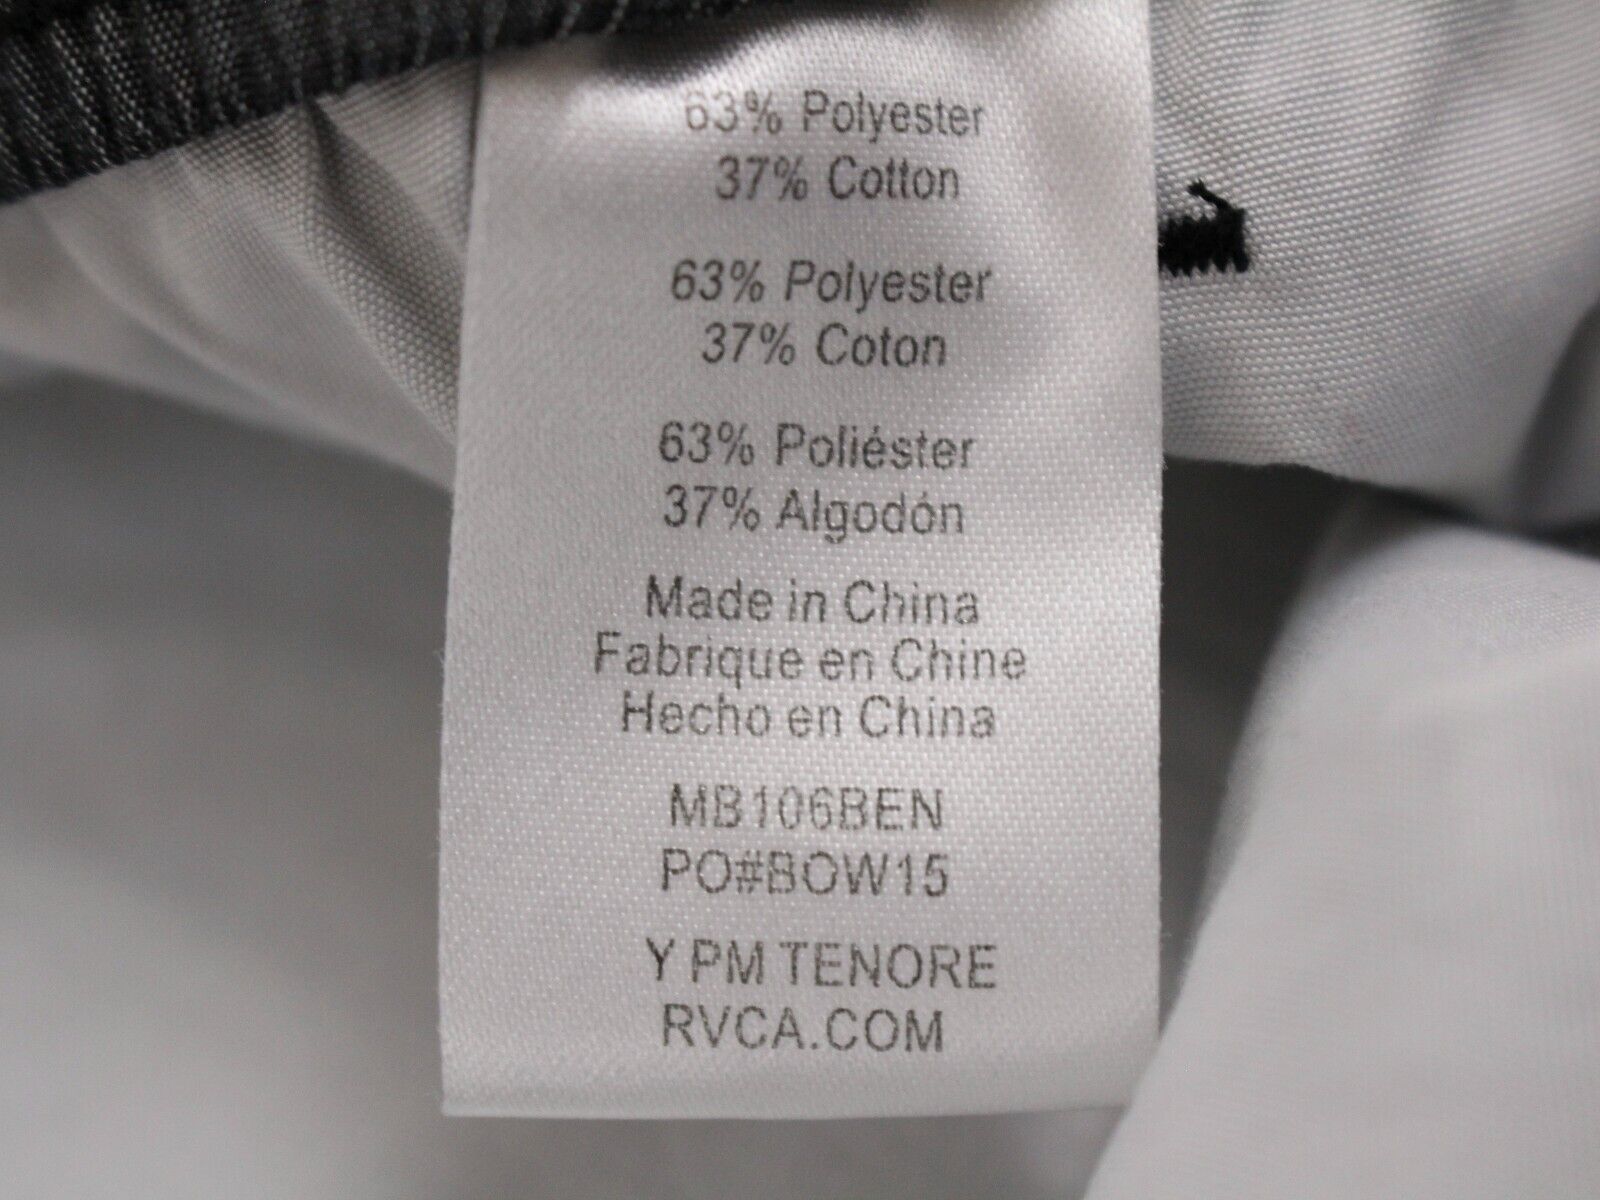 63% Polyester
37% Cotton
63% Polyester
37% Coton
63% Poliéster
37% Algodón
Made in China
Fabrique en Chine
Hecho en China
MB106BEN
PO#BOW15
Y PM TENORE
RVCA.COM